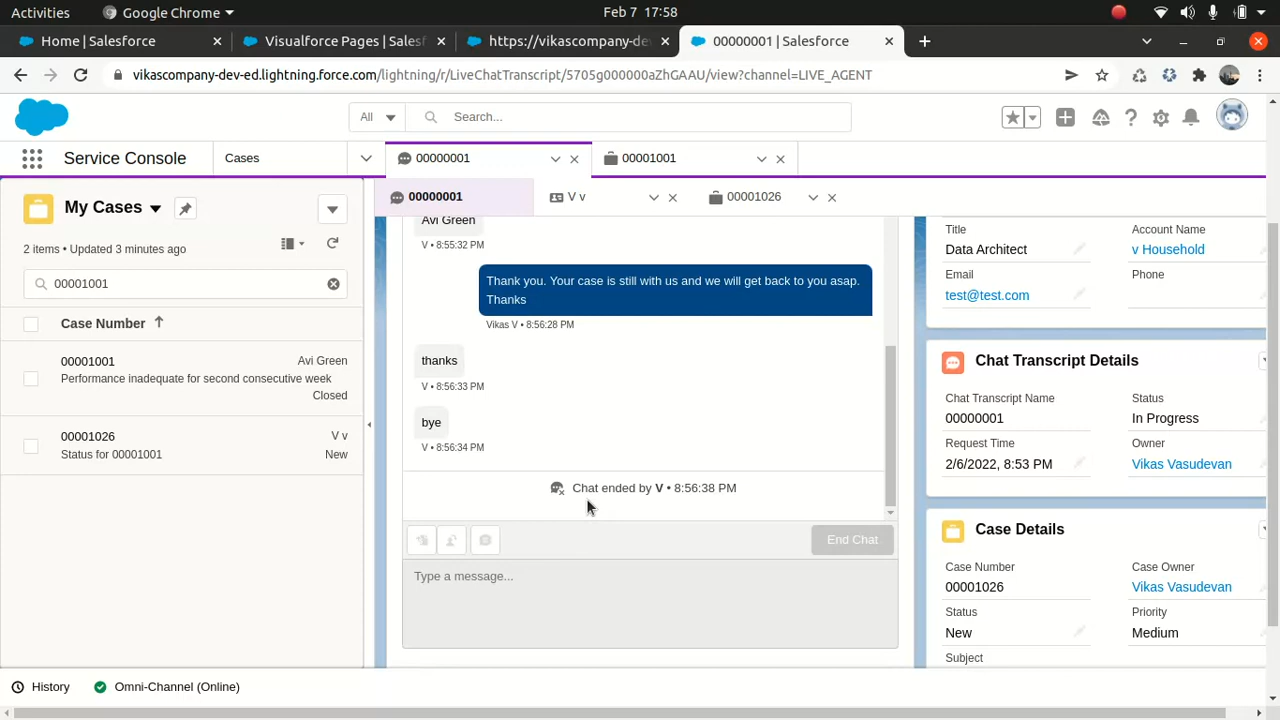 Activities
Google Chrome
Feb 7 17:58
Home | Salesforce
Visualforce Pages | Salesf
https://vikascompany-de
00000001 | Salesforce
vikascompany-dev-ed.lightning.force.com/lightning/r/LiveChatTranscript/5705g000000aZhGAAU/view?channel=LIVE_AGENT
All
Search...
Service Console
Cases
00000001
00001001
00000001
V v
00001026
My Cases
2 items • Updated 3 minutes ago
00001001
Case Number
00001001
Avi Green
Performance inadequate for second consecutive week
Closed
00001026
V v
Status for 00001001
New
Avi Green
V • 8:55:32 PM
Thank you. Your case is still with us and we will get back to you asap.
Thanks
Vikas V • 8:56:28 PM
thanks
V • 8:56:33 PM
bye
V • 8:56:34 PM
Chat ended by V • 8:56:38 PM
End Chat
Type a message...
Title
Account Name
Data Architect
v Household
Email
Phone
test@test.com
Chat Transcript Details
Chat Transcript Name
Status
00000001
In Progress
Request Time
Owner
2/6/2022, 8:53 PM
Vikas Vasudevan
Case Details
Case Number
Case Owner
00001026
Vikas Vasudevan
Status
Priority
New
Medium
Subject
History
Omni-Channel (Online)